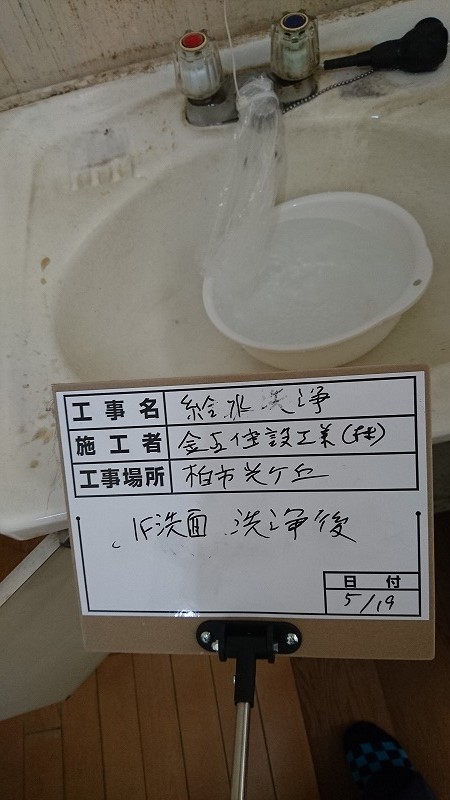 工事名 給水洗浄
施工者 金五住設工業(株)
工事場所 柏市光ケ丘
1F洗面 洗浄後
日付
5/19